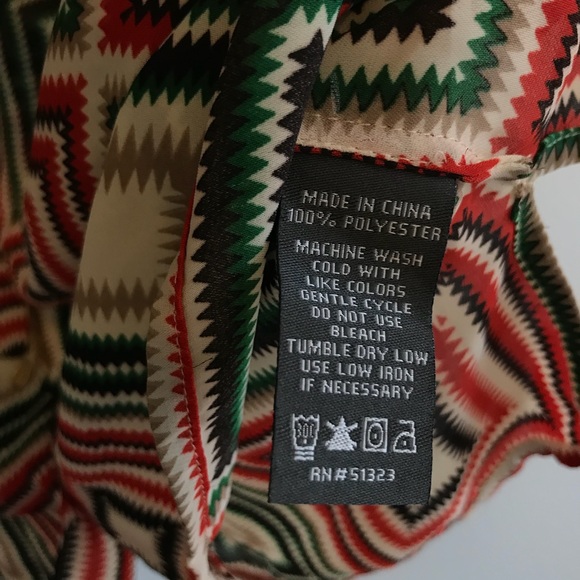 MADE IN CHINA
100% POLYESTER
MACHINE WASH
COLD WITH
LIKE COLORS
GENTLE CYCLE
DO NOT USE
BLEACH
TUMBLE DRY LOW
USE LOW IRON
IF NECESSARY
30C
RN#51323